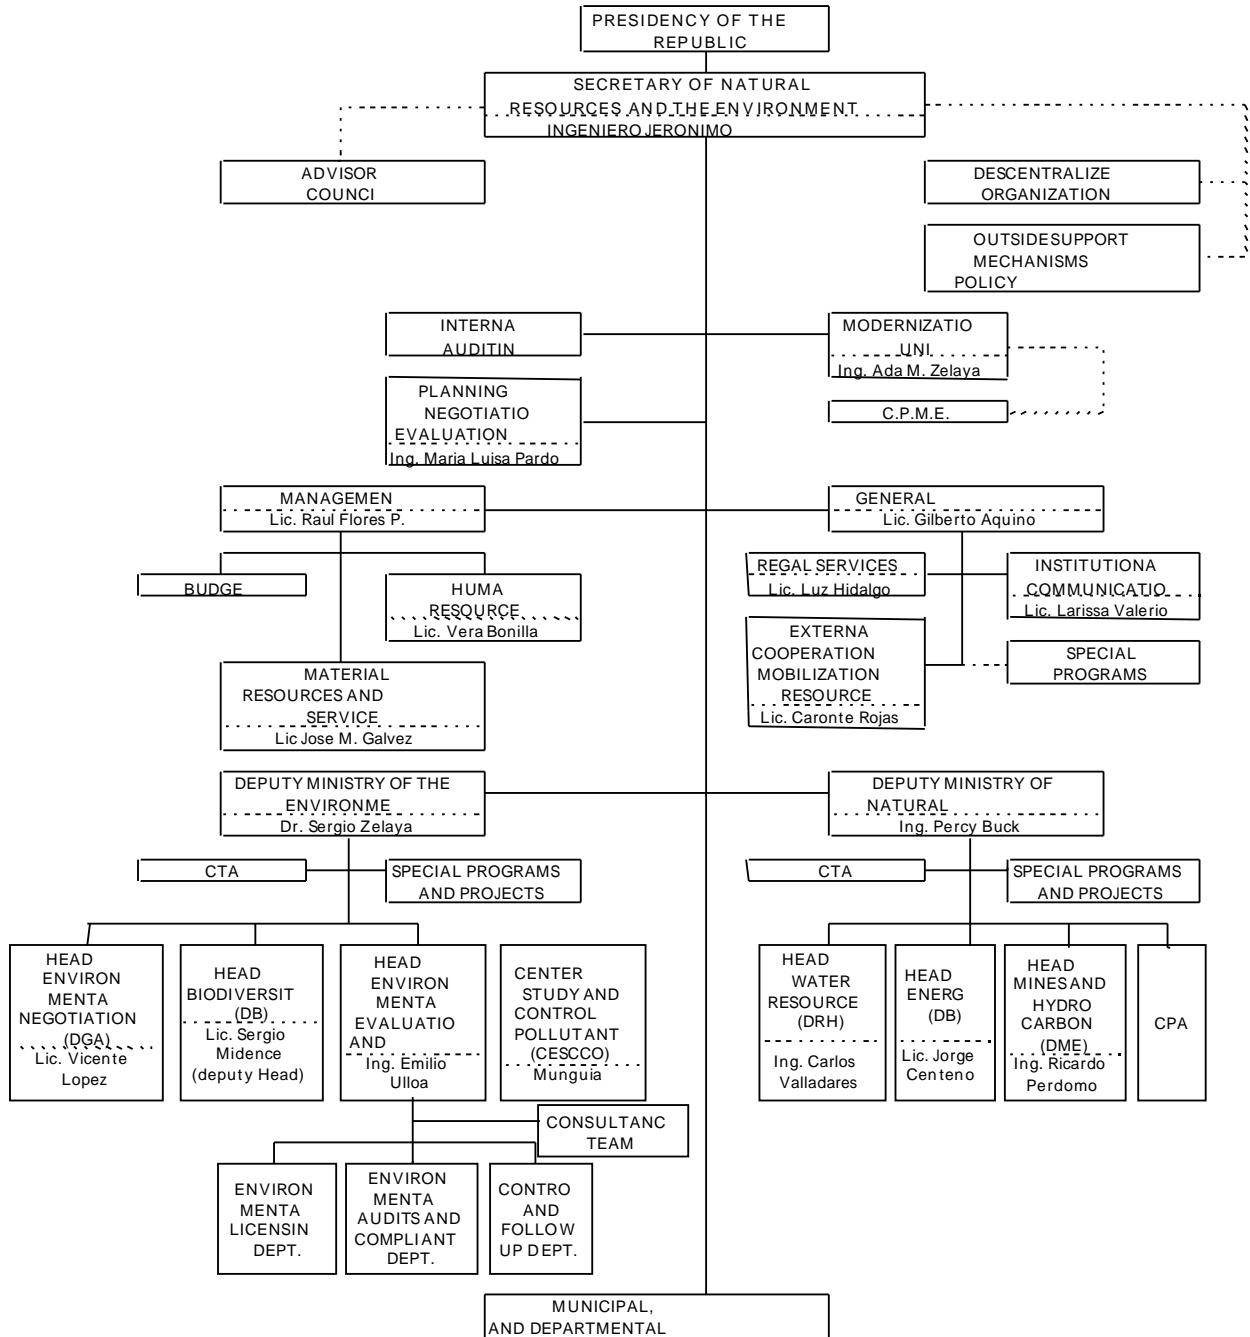 PRESIDENCY OF THE
REPUBLIC
SECRETARY OF NATURAL
RESOURCES AND THE ENVIRONMENT
INGENIERO JERONIMO
ADVISOR
COUNCI
DESCENTRALIZE
ORGANIZATION
OUTSIDE SUPPORT
MECHANISMS
POLICY
INTERNA
AUDITIN
MODERNIZATIO
UNI
Ing. Ada M. Zelaya
PLANNING
NEGOTIATIO
EVALUATION
Ing. Maria Luisa Pardo
C.P.M.E.
MANAGEMEN
Lic. Raul Flores P.
GENERAL
Lic. Gilberto Aquino
BUDGE
HUMA
RESOURCE
Lic. Vera Bonilla
REGAL SERVICES
Lic. Luz Hidalgo
INSTITUTIONA
COMMUNICATIO
Lic. Larissa Valerio
EXTERNA
COOPERATION
MOBILIZATION
RESOURCE
Lic. Caronte Rojas
SPECIAL
PROGRAMS
MATERIAL
RESOURCES AND
SERVICE
Lic Jose M. Galvez
DEPUTY MINISTRY OF THE
ENVIRONME
Dr. Sergio Zelaya
DEPUTY MINISTRY OF
NATURAL
Ing. Percy Buck
CTA
SPECIAL PROGRAMS
AND PROJECTS
CTA
SPECIAL PROGRAMS
AND PROJECTS
HEAD
ENVIRON
MENTA
NEGOTIATION
(DGA)
Lic. Vicente
Lopez
HEAD
BIODIVERSIT
(DB)
Lic. Sergio
Midence
(deputy Head)
HEAD
ENVIRON
MENTA
EVALUATIO
AND
Ing. Emilio
Ulloa
CENTER
STUDY AND
CONTROL
POLLUTANT
(CESCCO)
Munguia
HEAD
WATER
RESOURCE
(DRH)
Ing. Carlos
Valladares
HEAD
ENERG
(DB)
Lic. Jorge
Centeno
HEAD
MINES AND
HYDRO
CARBON
(DME)
Ing. Ricardo
Perdomo
CPA
CONSULTANC
TEAM
ENVIRON
MENTA
LICENSIN
DEPT.
ENVIRON
MENTA
AUDITS AND
COMPLIANT
DEPT.
CONTRO
AND
FOLLOW
UP DEPT.
MUNICIPAL,
AND DEPARTMENTAL